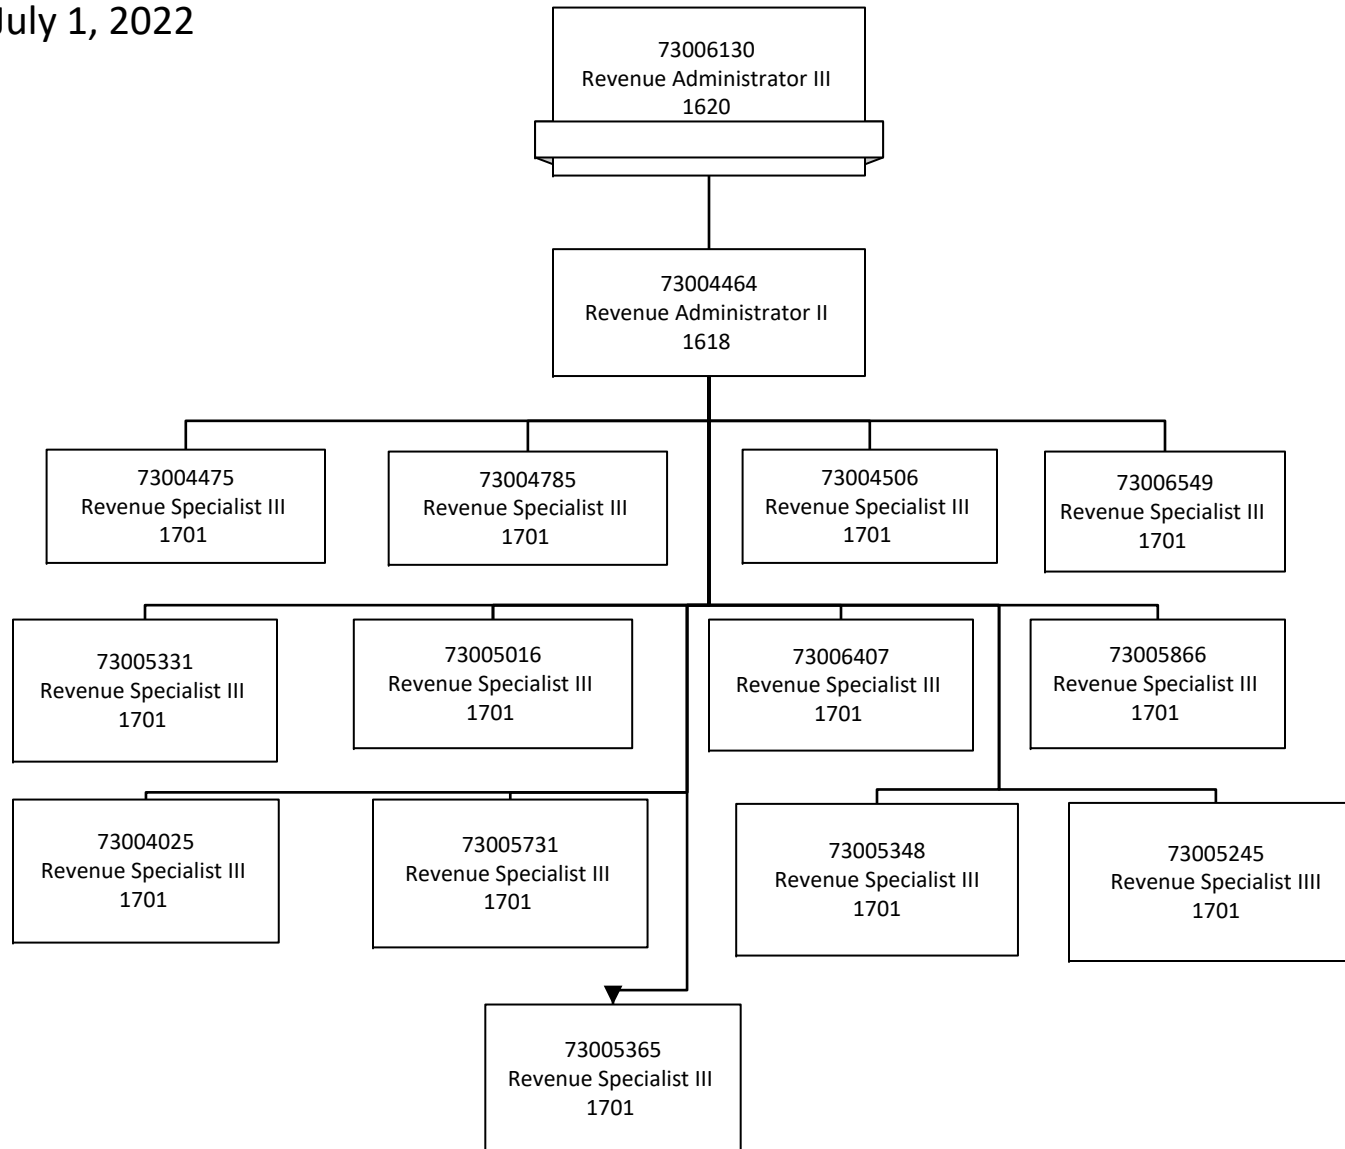 July 1, 2022
73006130
Revenue Administrator III
1620
73004464
Revenue Administrator II
1618
73004475
Revenue Specialist III
1701
73004785
Revenue Specialist III
1701
73004506
Revenue Specialist III
1701
73006549
Revenue Specialist III
1701
73005331
Revenue Specialist III
1701
73005016
Revenue Specialist III
1701
73006407
Revenue Specialist III
1701
73005866
Revenue Specialist III
1701
73004025
Revenue Specialist III
1701
73005731
Revenue Specialist III
1701
73005348
Revenue Specialist III
1701
73005245
Revenue Specialist IIII
1701
73005365
Revenue Specialist III
1701